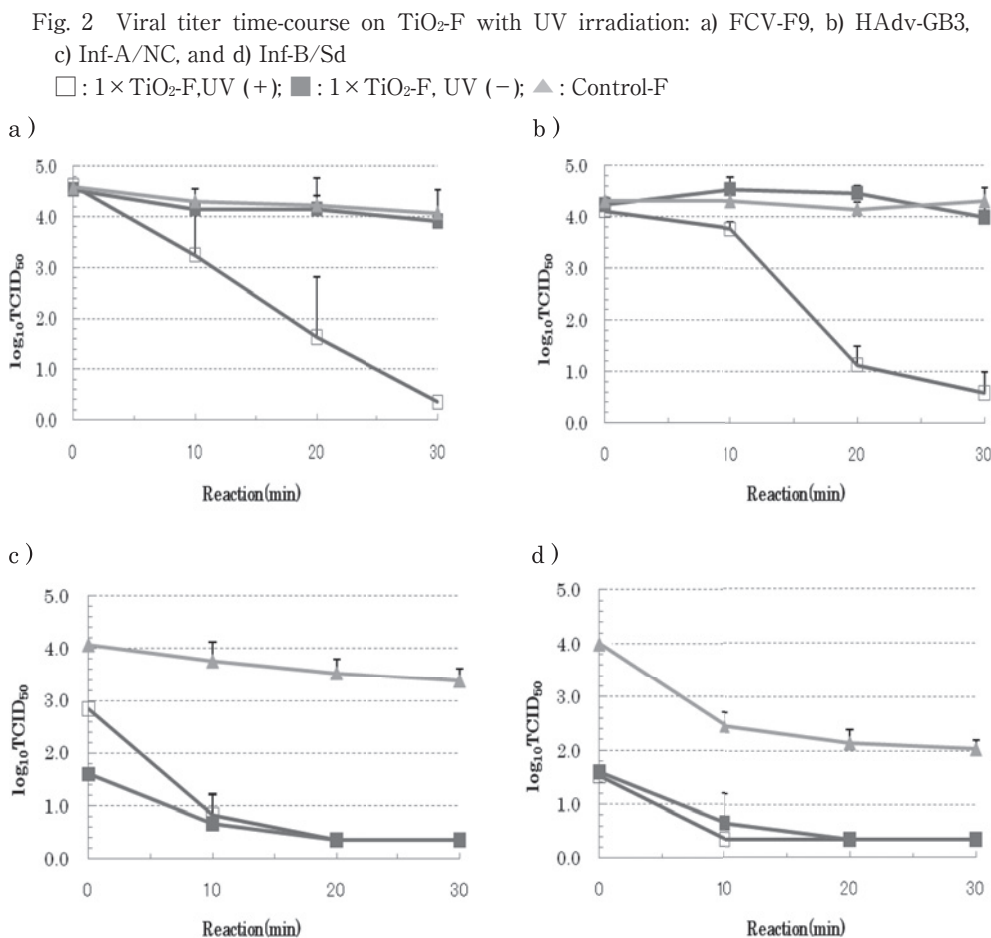 Fig. 2 Viral titer time-course on TiO₂-F with UV irradiation: a) FCV-F9, b) HAdv-GB3,
c) Inf-A/NC, and d) Inf-B/Sd
□ : 1×TiO₂-F,UV (+); ■ : 1×TiO₂-F, UV (−); ▲ : Control-F
a )
5.0
4.0
3.0
2.0
1.0
0.0
log₁₀TCID₅₀
0 10 20 30
Reaction(min)
b )
5.0
4.0
3.0
2.0
1.0
0.0
log₁₀TCID₅₀
0 10 20 30
Reaction(min)
c )
5.0
4.0
3.0
2.0
1.0
0.0
log₁₀TCID₅₀
0 10 20 30
Reaction(min)
d )
5.0
4.0
3.0
2.0
1.0
0.0
log₁₀TCID₅₀
0 10 20 30
Reaction(min)